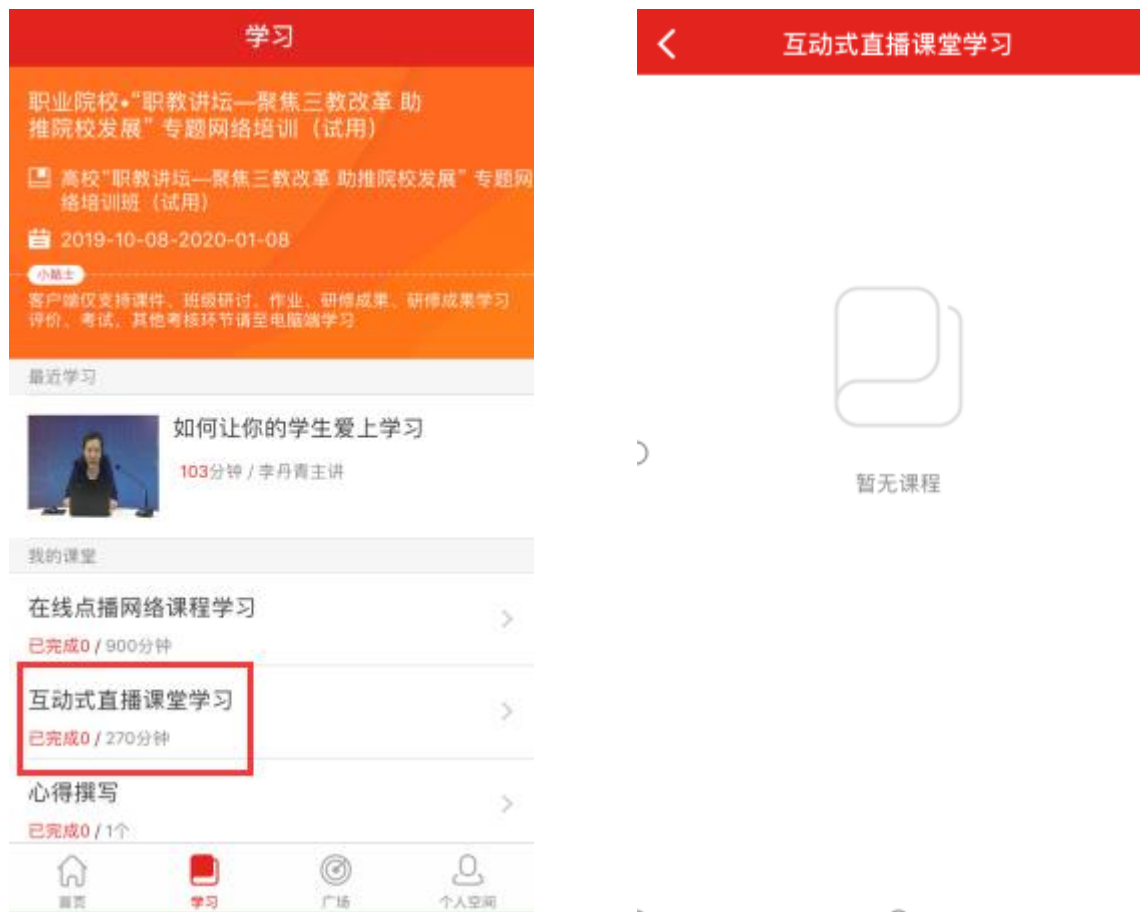 学习
职业院校•“职教讲坛—聚焦三教改革 助
推院校发展”专题网络培训（试用）
高校“职教讲坛—聚焦三教改革 助推院校发展”专题网
络培训班（试用）
2019-10-08-2020-01-08
小贴士
客户端仅支持课件、班级研讨、作业、研修成果、研修成果学习
评价、考试，其他考核环节请至电脑端学习
最近学习
如何让你的学生爱上学习
103分钟 / 李丹青主讲
我的课堂
在线点播网络课程学习
已完成0 / 900分钟
互动式直播课堂学习
已完成0 / 270分钟
心得撰写
已完成0 / 1个
首页
学习
广场
个人空间
互动式直播课堂学习
暂无课程